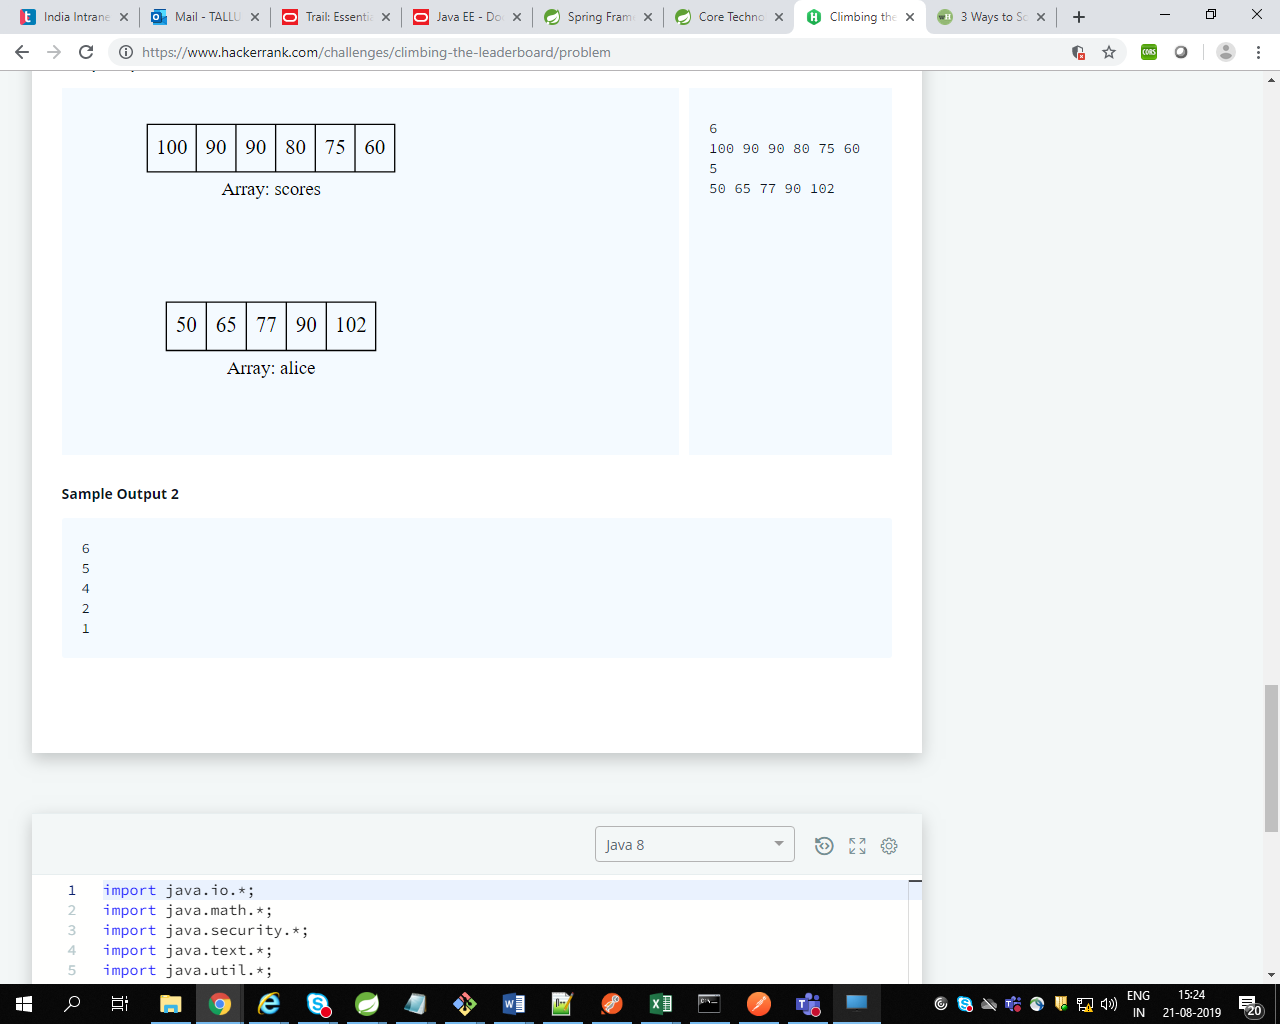 India Intrane
Mail - TALLU
Trail: Essentia
Java EE - Do
Spring Fram
Core Techno
Climbing the
3 Ways to So
https://www.hackerrank.com/challenges/climbing-the-leaderboard/problem
100 90 90 80 75 60
Array: scores
50 65 77 90 102
Array: alice
6
100 90 90 80 75 60
5
50 65 77 90 102
Sample Output 2
6
5
4
2
1
Java 8
1 import java.io.*;
2 import java.math.*;
3 import java.security.*;
4 import java.text.*;
5 import java.util.*;
ENG
IN
15:24
21-08-2019
20